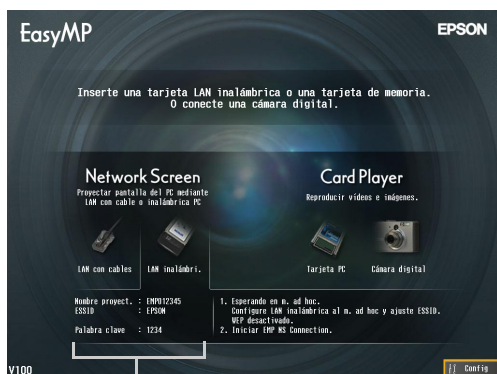 EasyMP
EPSON
Inserte una tarjeta LAN inalámbrica o una tarjeta de memoria.
O conecte una cámara digital.
Network Screen
Proyectar pantalla del PC mediante
LAN con cable o inalámbrica PC
LAN con cables
LAN inalámbri.
Card Player
Reproducir vídeos e imágenes.
Tarjeta PC
Cámara digital
Nombre proyect. : EMP012345
ESSID : EPSON
Palabra clave : 1234
1. Esperando en m. ad hoc.
Configure LAN inalámbrica al m. ad hoc y ajuste ESSID.
WEP desactivado.
2. Iniciar EMP NS Connection.
V100
Config